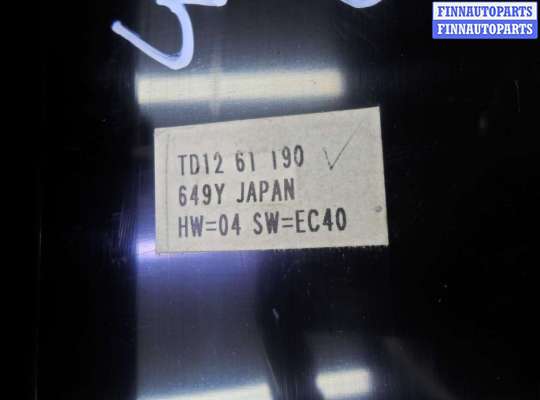 FINNAUTOPARTS
FINNAUTOPARTS
TD12 61 190
649Y JAPAN
HW=04 SW=EC40